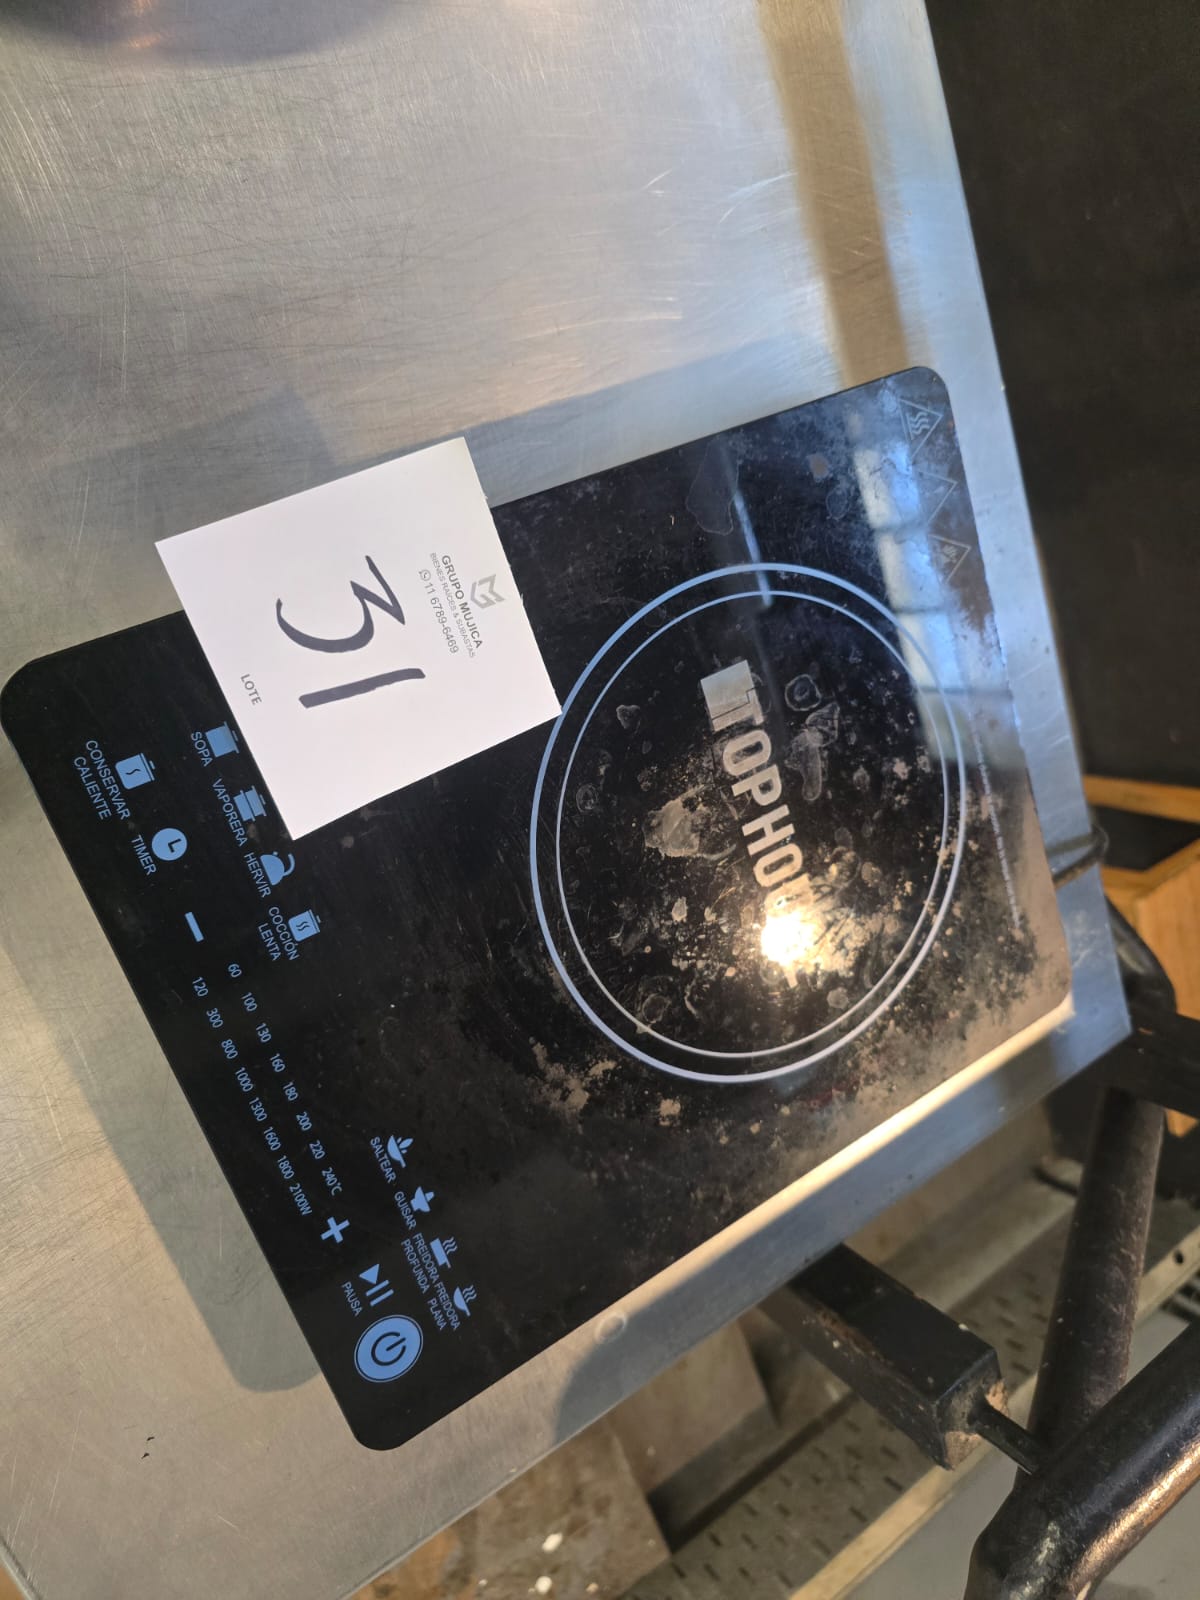 GRUPO MUJICA
BIENES RAICES & SUBASTAS
11 6789-6469
31
LOTE
SOPA
VAPORERA
HERVIR
COCCIÓN
LENTA
CONSERVAR
CALIENTE
TIMER
60 100 130 160 180 200 220 240°C
120 300 800 1000 1300 1600 1800 2100W
SALTEAR
GUISAR
FREIDORA
PROFUNDA
FREIDORA
PLANA
PAUSA